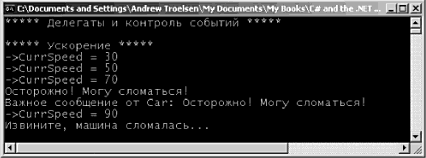 C:\Documents and Settings\Andrew Troelsen\My Documents\My Books\C# and the .NET ...
***** Делегаты и контроль событий *****
***** Ускорение *****
->CurrSpeed = 30
->CurrSpeed = 50
->CurrSpeed = 70
Осторожно! Могу сломаться!
Важное сообщение от Car: Осторожно! Могу сломаться!
->CurrSpeed = 90
Извините, машина сломалась...